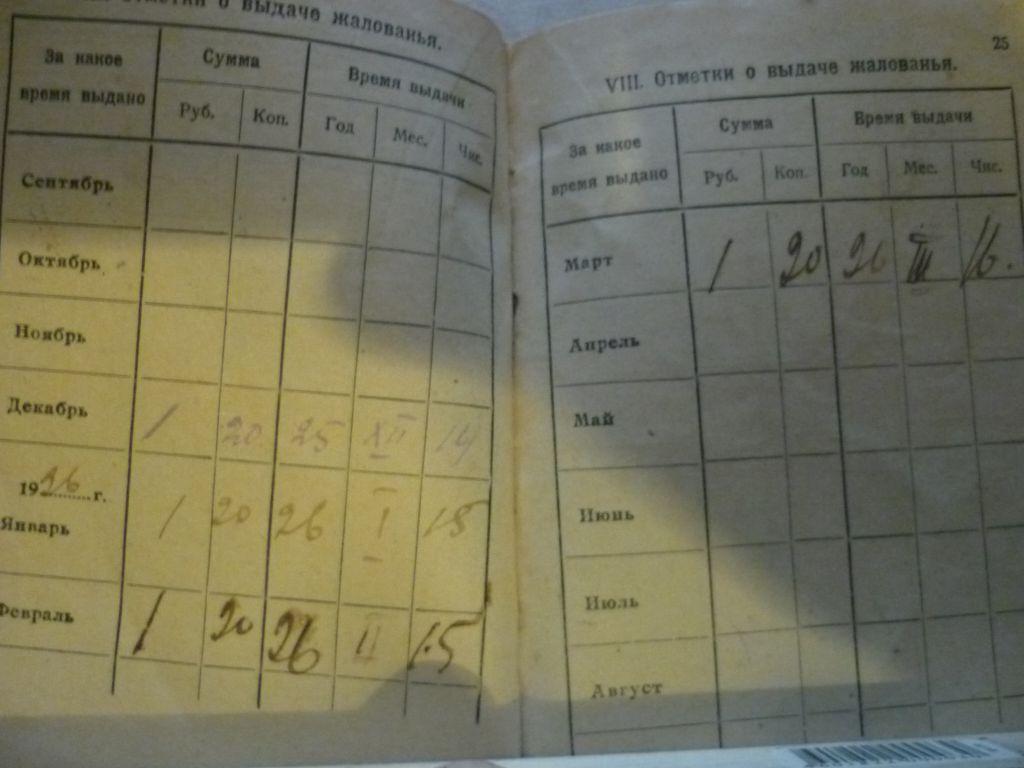 Отметки о выдаче жалованья.
За какое время выдано Сумма Время выдачи
Руб. Коп. Год Мес. Чис.
Сентябрь
Октябрь
Ноябрь
Декабрь 1 20 25 XII 14
1926 г.
Январь 1 20 26 I 15
Февраль 1 20 26 II 15
25
VIII. Отметки о выдаче жалованья.
За какое время выдано Сумма Время выдачи
Руб. Коп. Год Мес. Чис.
Март 1 20 26 III 16.
Апрель
Май
Июнь
Июль
Август